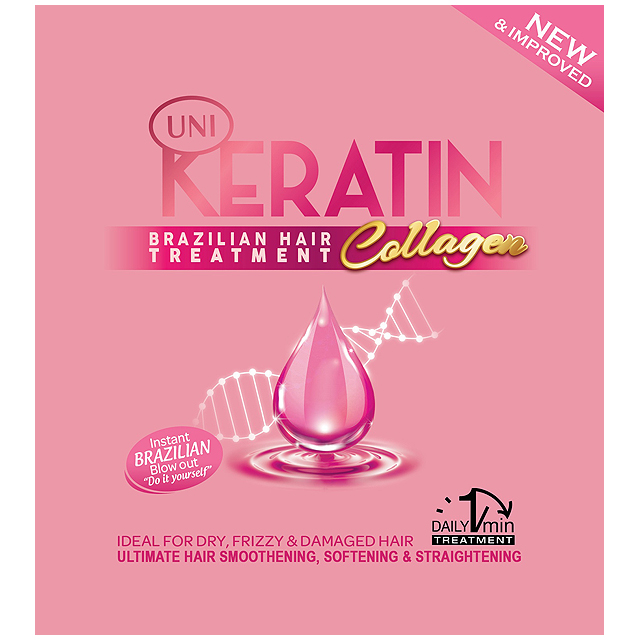 NEW
& IMPROVED
UNI
KERATIN
BRAZILIAN HAIR
TREATMENT
Collagen
Instant
BRAZILIAN
Blow out
"Do it yourself"
DAILY 1/min
TREATMENT
IDEAL FOR DRY, FRIZZY & DAMAGED HAIR
ULTIMATE HAIR SMOOTHENING, SOFTENING & STRAIGHTENING